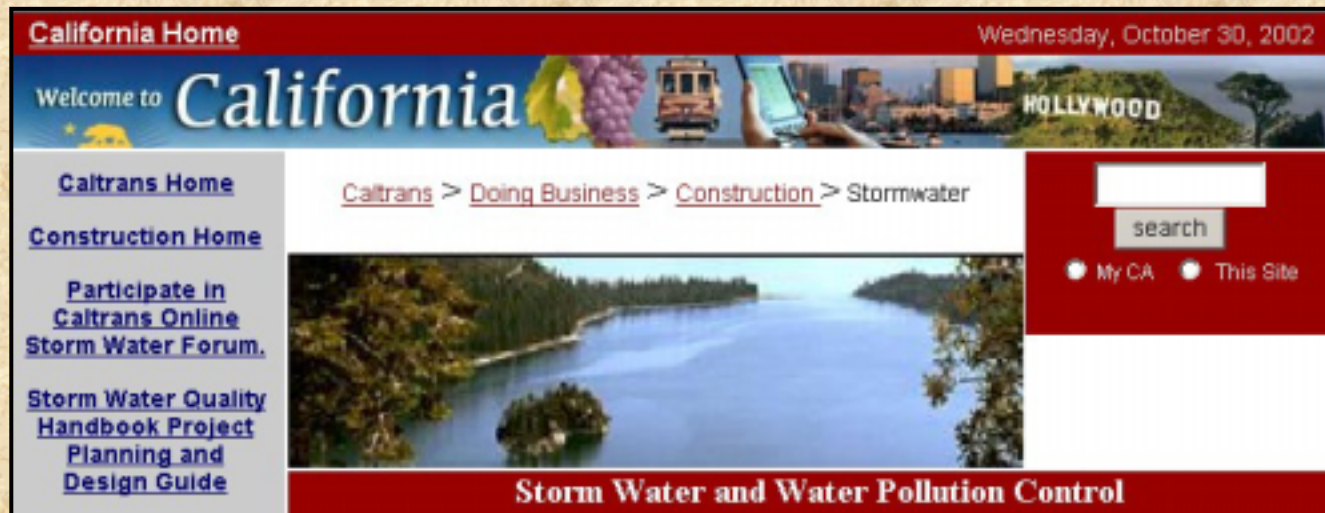 California Home
Wednesday, October 30, 2002
Welcome to California
HOLLYWOOD
Caltrans Home
Construction Home
Participate in
Caltrans Online
Storm Water Forum.
Storm Water Quality
Handbook Project
Planning and
Design Guide
Caltrans > Doing Business > Construction > Stormwater
search
My CA This Site
Storm Water and Water Pollution Control